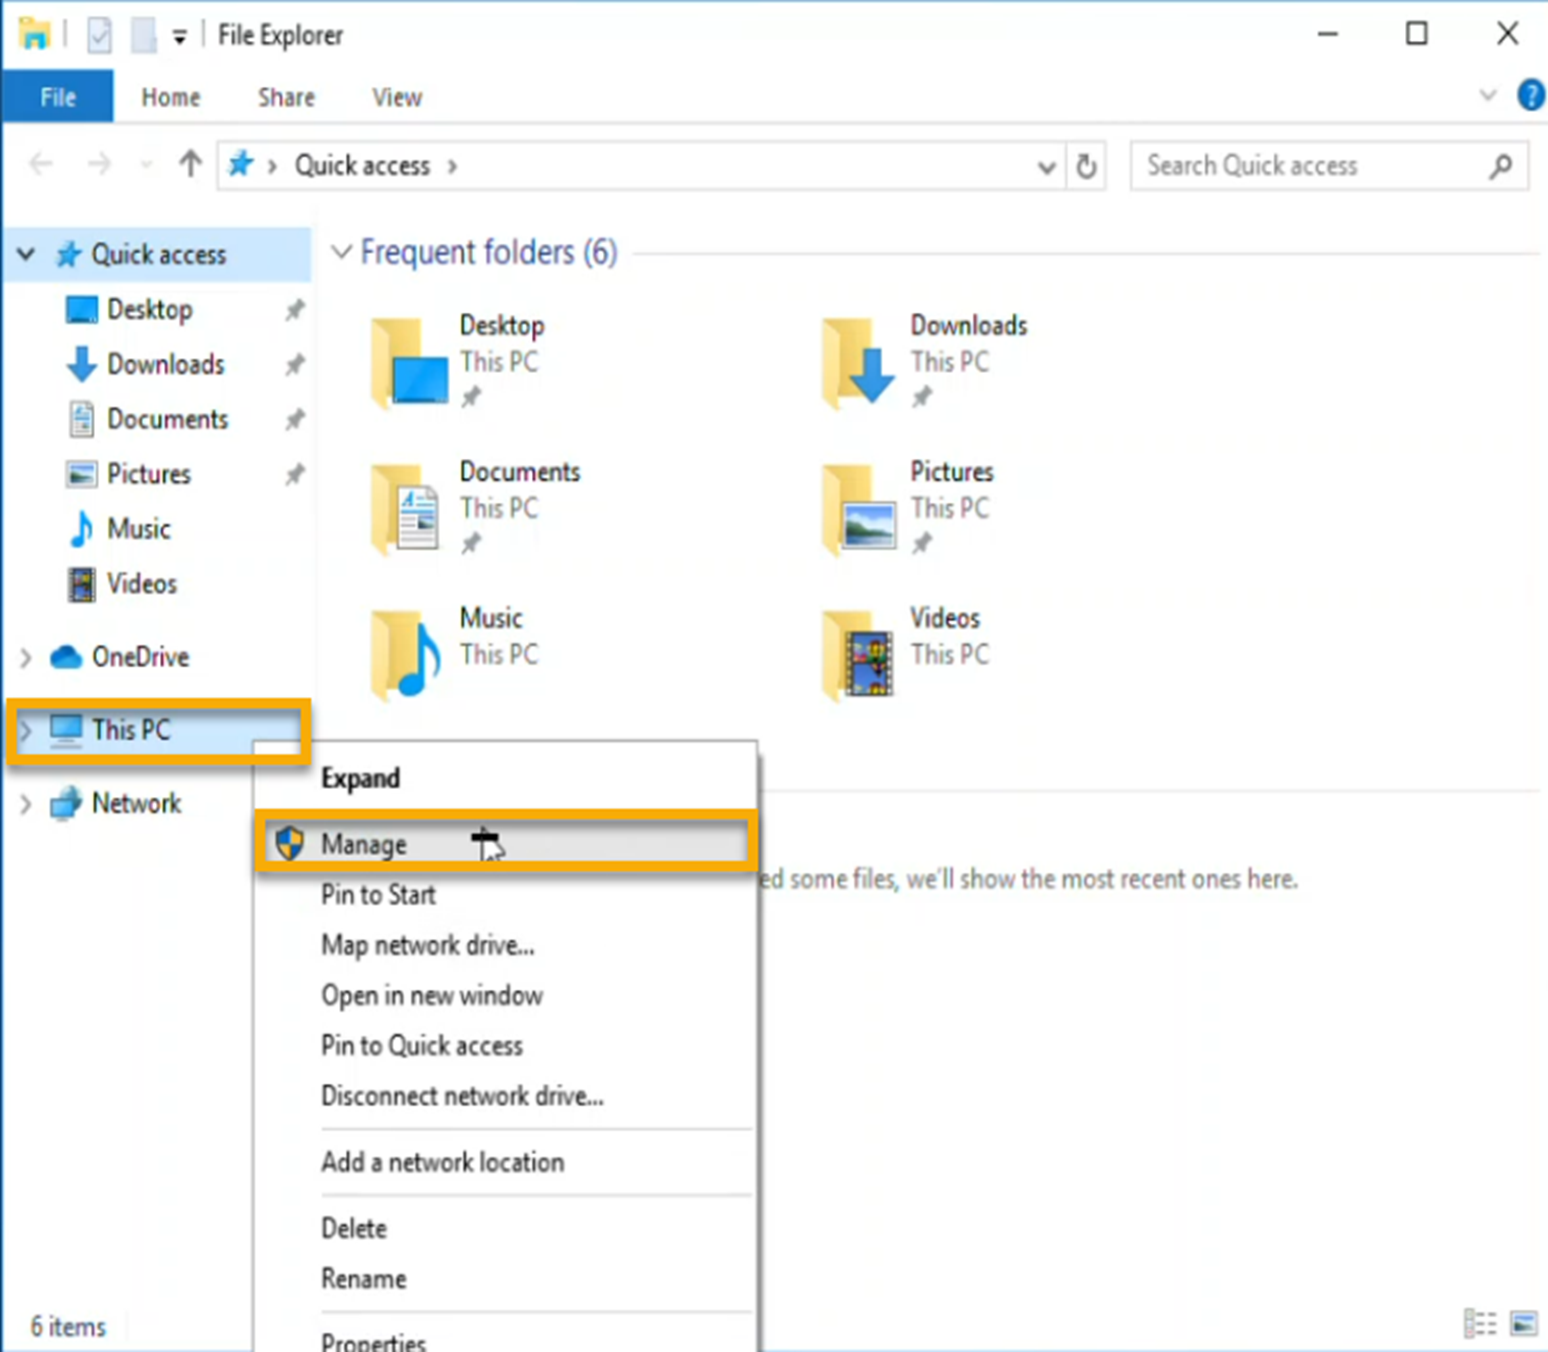 File Explorer
File
Home
Share
View
?
Quick access
Search Quick access
Quick access
Desktop
Downloads
Documents
Pictures
Music
Videos
OneDrive
This PC
Network
Frequent folders (6)
Desktop
This PC
Downloads
This PC
Documents
This PC
Pictures
This PC
Music
This PC
Videos
This PC
ed some files, we'll show the most recent ones here.
Expand
Manage
Pin to Start
Map network drive...
Open in new window
Pin to Quick access
Disconnect network drive...
Add a network location
Delete
Rename
Properties
6 items